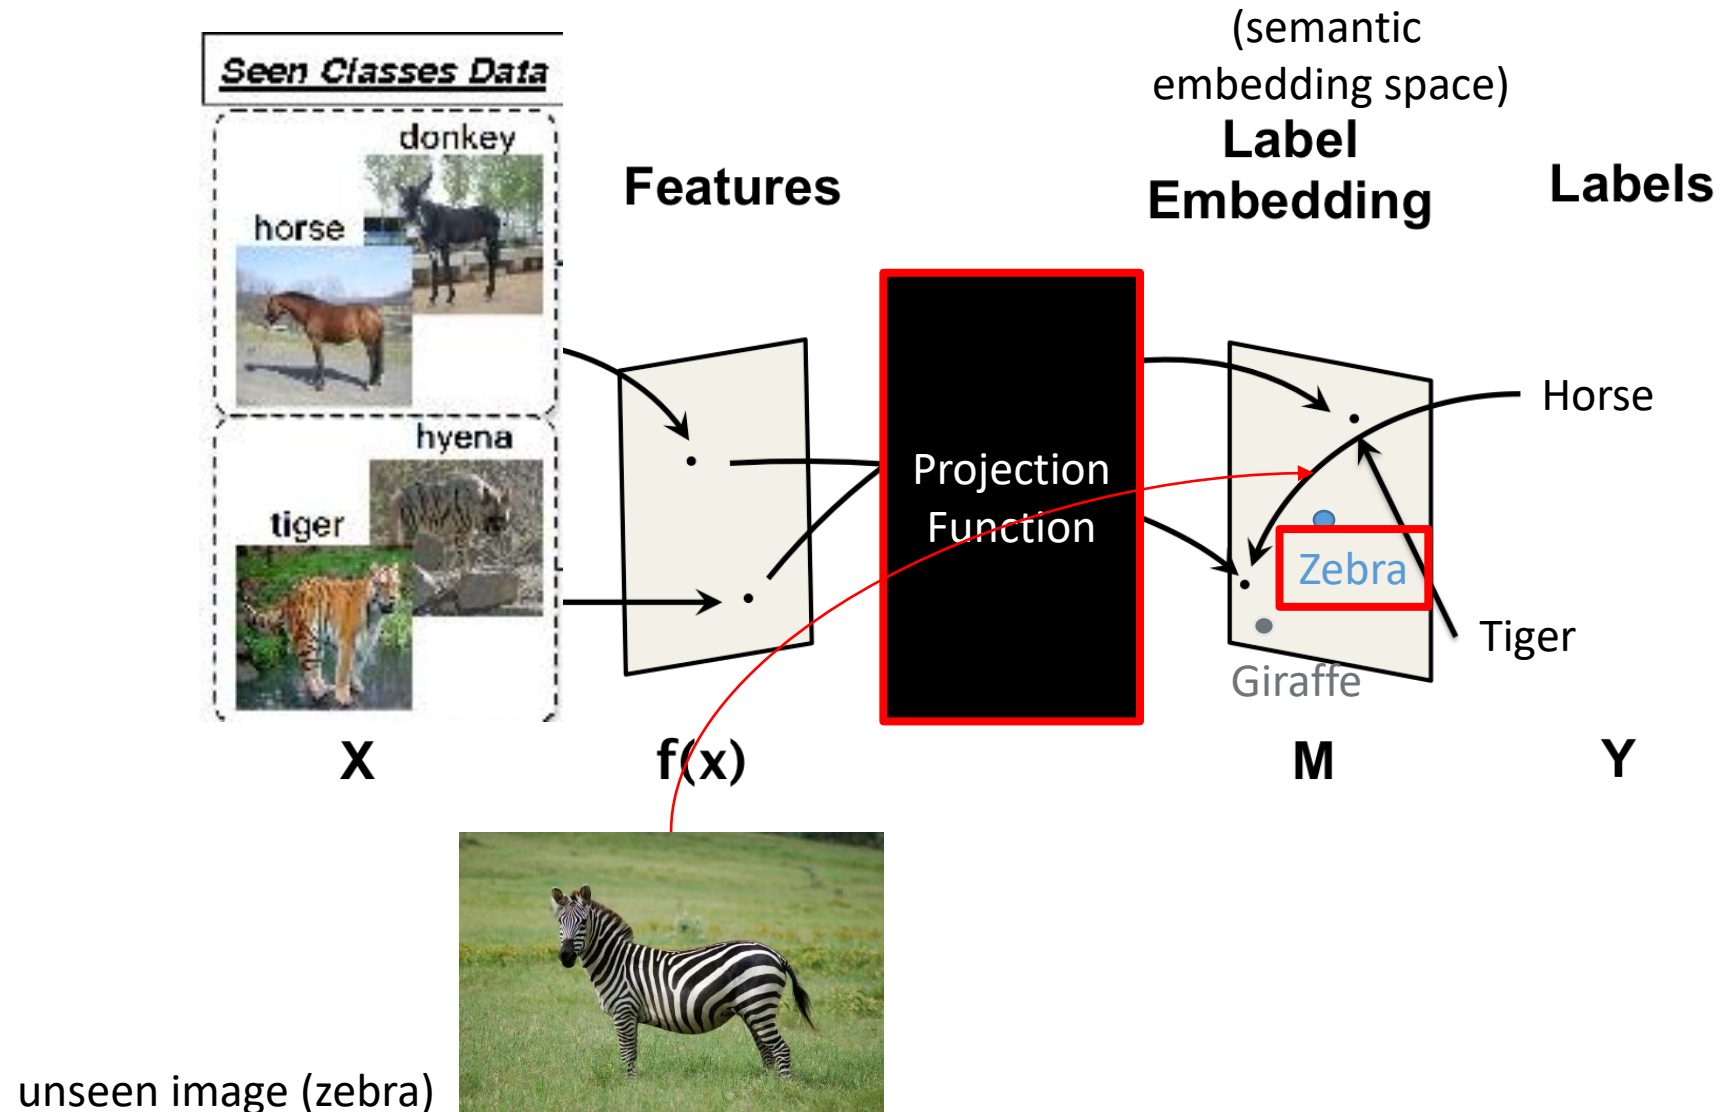 (semantic
embedding space)
Seen Classes Data
donkey
horse
hyena
tiger
Features
Label
Embedding
Labels
Projection
Function
Horse
Zebra
Tiger
Giraffe
X
f(x)
M
Y
unseen image (zebra)